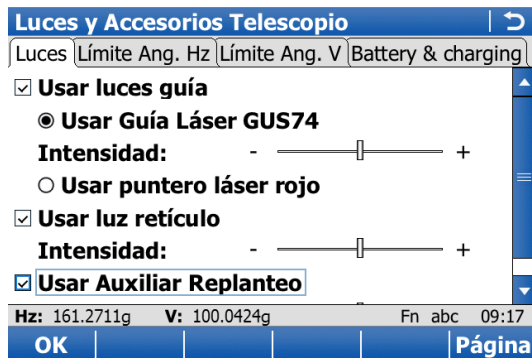 Luces y Accesorios Telescopio
Luces Límite Ang. Hz Límite Ang. V Battery & charging
Usar luces guía
Usar Guía Láser GUS74
Intensidad: - +
Usar puntero láser rojo
Usar luz retículo
Intensidad: - +
Usar Auxiliar Replanteo
Hz: 161.2711g V: 100.0424g Fn abc 09:17
OK Página